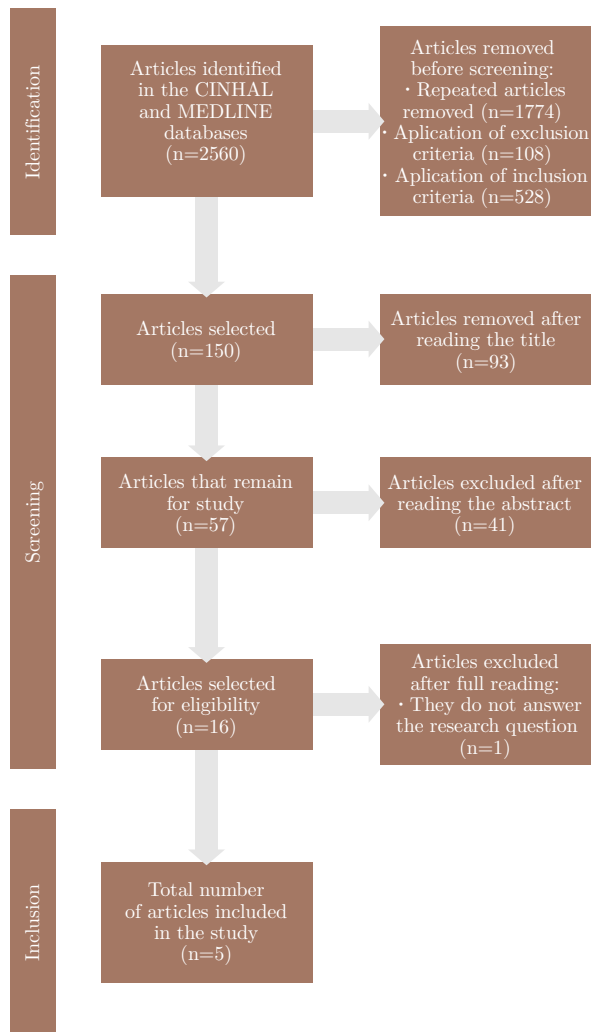 Identification
Articles identified
in the CINHAL
and MEDLINE
databases
(n=2560)
Articles removed
before screening:
· Repeated articles
removed (n=1774)
· Aplication of exclusion
criteria (n=108)
· Aplication of inclusion
criteria (n=528)
Screening
Articles selected
(n=150)
Articles removed after
reading the title
(n=93)
Articles that remain
for study
(n=57)
Articles excluded after
reading the abstract
(n=41)
Articles selected
for eligibility
(n=16)
Articles excluded
after full reading:
· They do not answer
the research question
(n=1)
Inclusion
Total number
of articles included
in the study
(n=5)